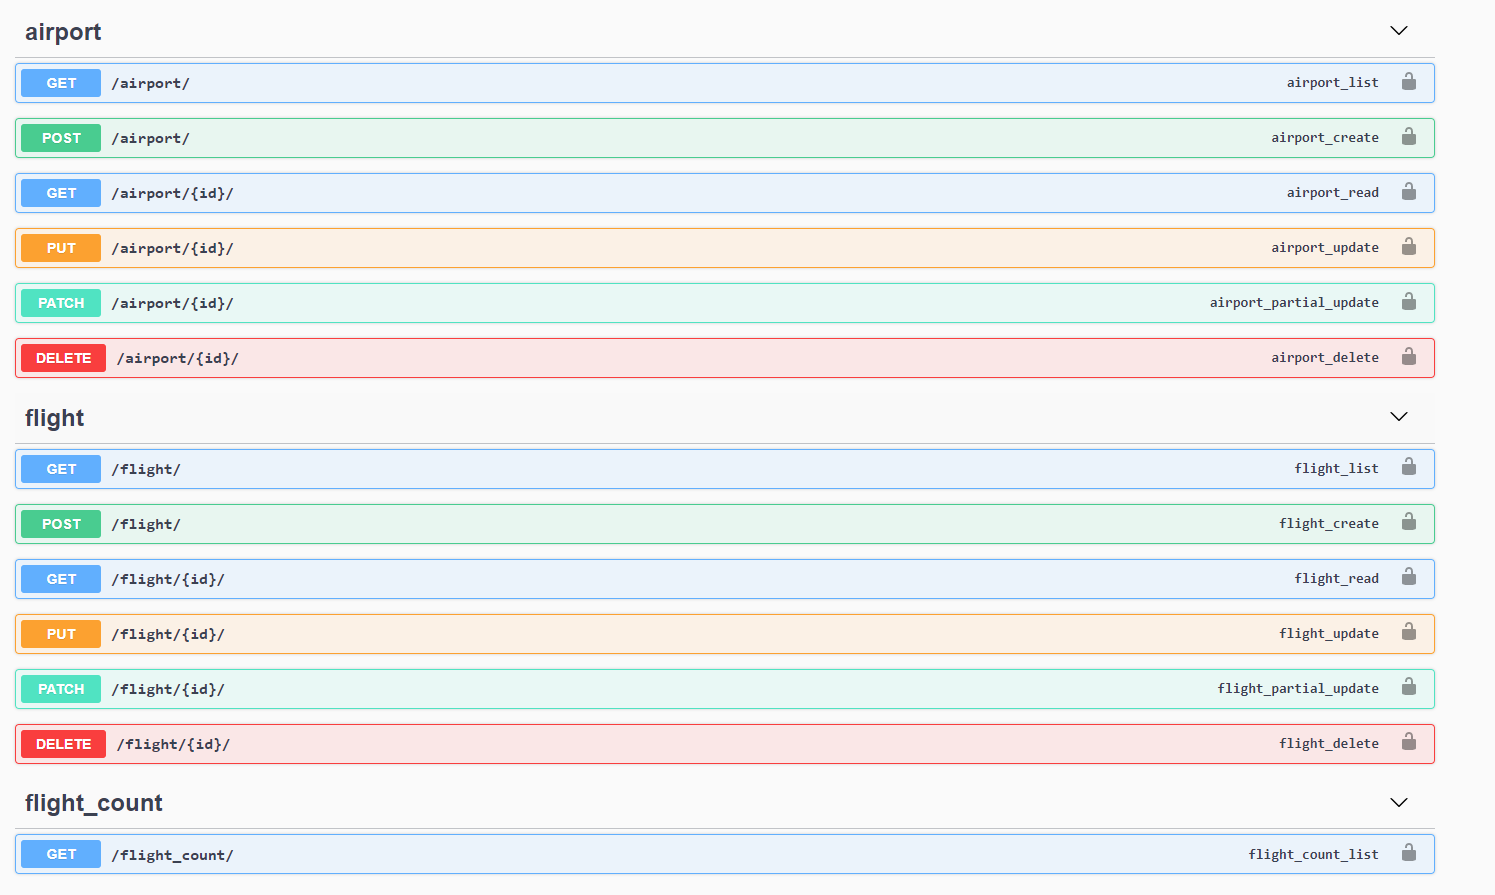 airport
GET /airport/ airport_list
POST /airport/ airport_create
GET /airport/{id}/ airport_read
PUT /airport/{id}/ airport_update
PATCH /airport/{id}/ airport_partial_update
DELETE /airport/{id}/ airport_delete
flight
GET /flight/ flight_list
POST /flight/ flight_create
GET /flight/{id}/ flight_read
PUT /flight/{id}/ flight_update
PATCH /flight/{id}/ flight_partial_update
DELETE /flight/{id}/ flight_delete
flight_count
GET /flight_count/ flight_count_list